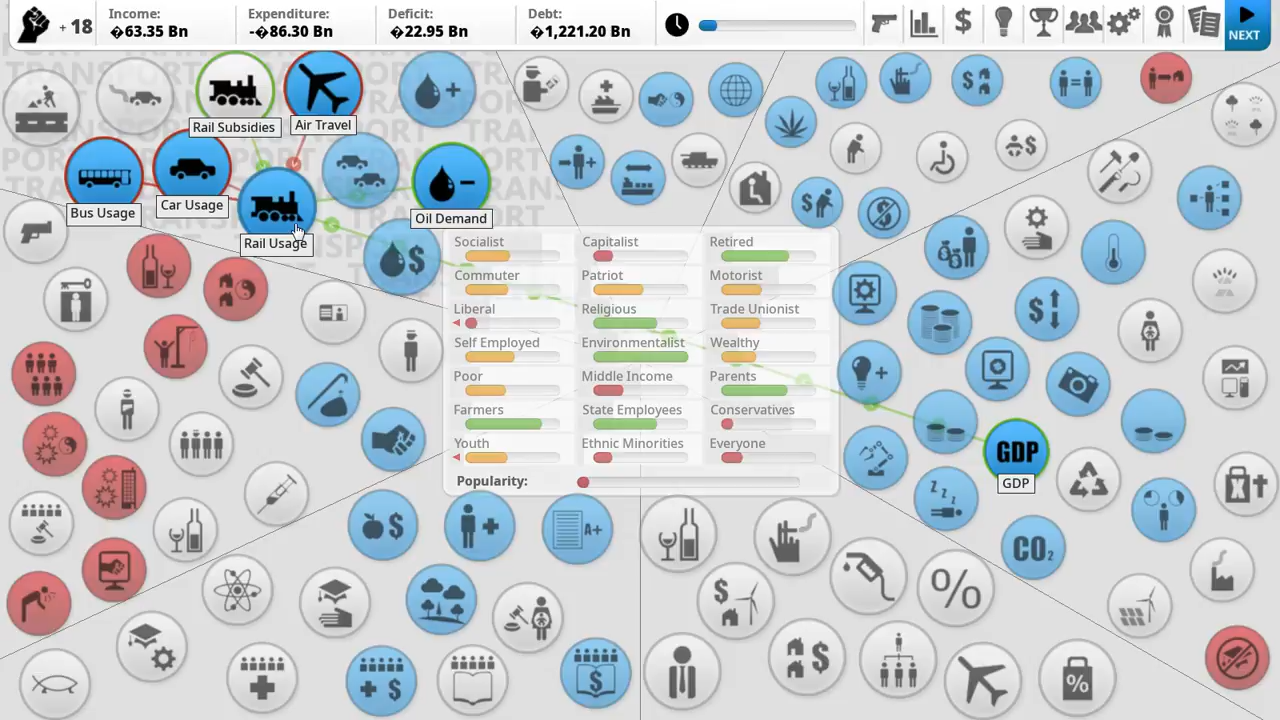 + 18
Income:
�63.35 Bn
Expenditure:
-�86.30 Bn
Deficit:
�22.95 Bn
Debt:
�1,221.20 Bn
NEXT
TRANSPORT
Rail Subsidies
Air Travel
Bus Usage
Car Usage
Rail Usage
Oil Demand
Socialist
Capitalist
Retired
Commuter
Patriot
Motorist
Liberal
Religious
Trade Unionist
Self Employed
Environmentalist
Wealthy
Poor
Middle Income
Parents
Farmers
State Employees
Conservatives
Youth
Ethnic Minorities
Everyone
Popularity:
GDP
GDP
A+
CO2